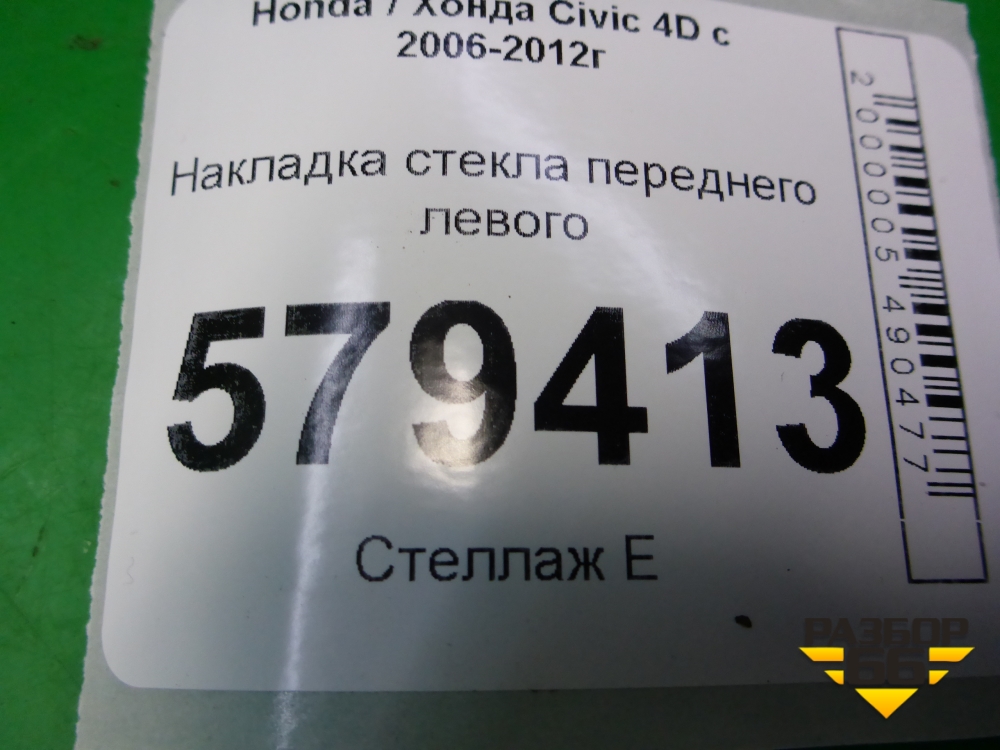 Honda / Хонда Civic 4D с
2006-2012г
Накладка стекла переднего
левого
579413
Стеллаж Е
2000005490477
РАЗБОР
66